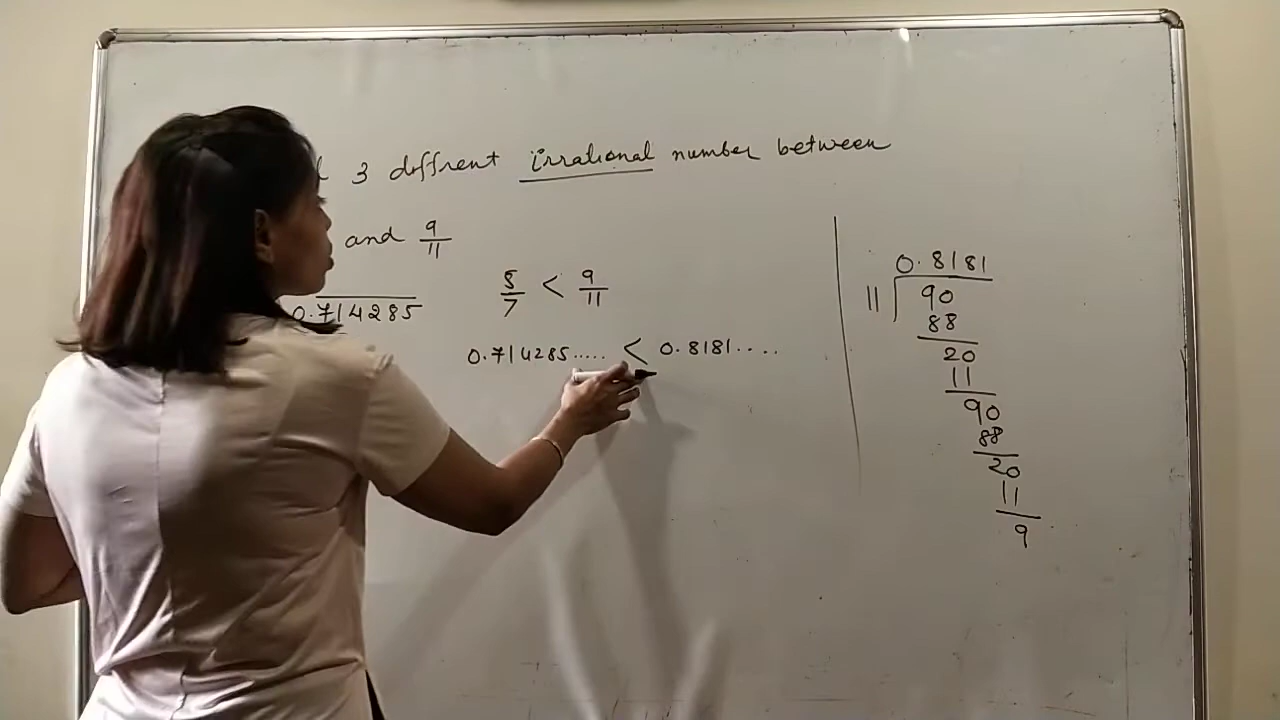 3 diffrent irrational number between
and 9/11
0.714285
5/7 < 9/11
0.714285..... < 0.8181....
0.8181
11 90
88
20
11
90
88
20
11
9